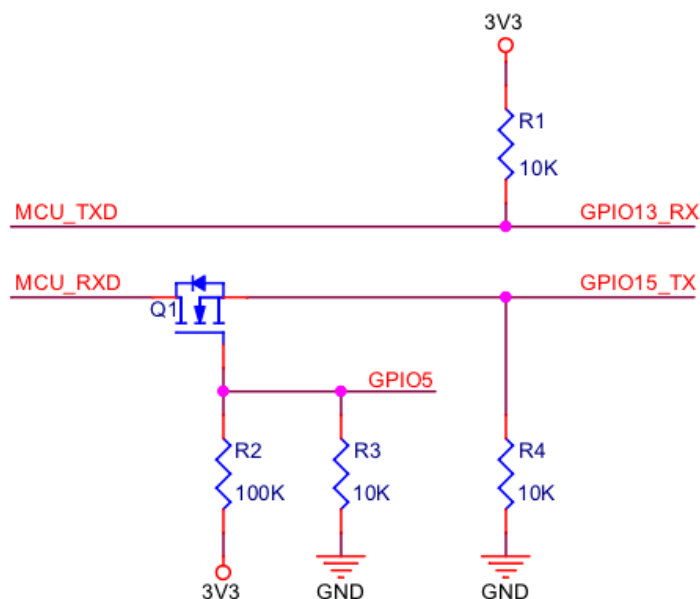 3V3
R1
10K
MCU_TXD
GPIO13_RX
MCU_RXD
GPIO15_TX
Q1
GPIO5
R2
R3
R4
100K
10K
10K
3V3
GND
GND